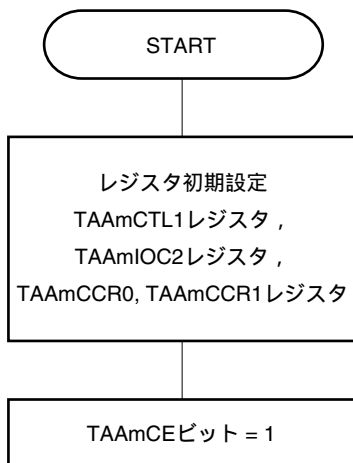 START
レジスタ初期設定
TAAmCTL1レジスタ，
TAAmIOC2レジスタ，
TAAmCCR0, TAAmCCR1レジスタ
TAAmCEビット = 1